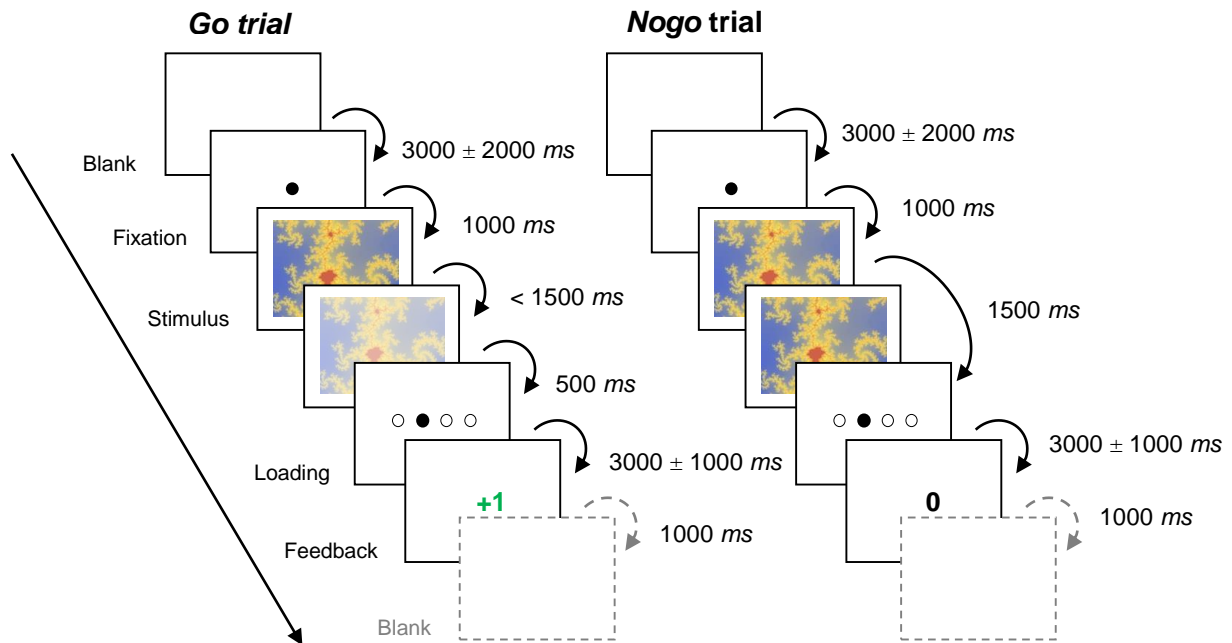 Go trial
Nogo trial
3000 ± 2000 ms
3000 ± 2000 ms
Blank
1000 ms
1000 ms
Fixation
< 1500 ms
1500 ms
Stimulus
500 ms
3000 ± 1000 ms
3000 ± 1000 ms
Loading
+1
0
1000 ms
1000 ms
Feedback
Blank